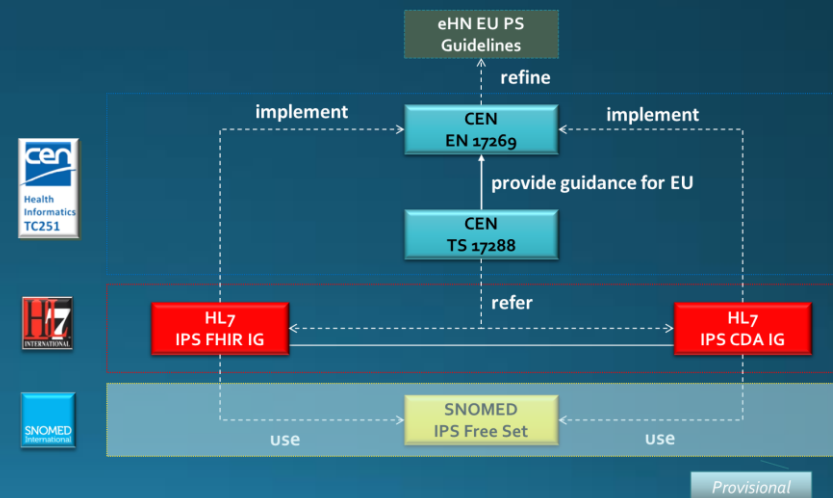 eHN EU PS
Guidelines
refine
implement
CEN
EN 17269
implement
cen
Health
Informatics
TC251
provide guidance for EU
CEN
TS 17288
refer
HL7
INTERNATIONAL
HL7
IPS FHIR IG
HL7
IPS CDA IG
SNOMED
International
SNOMED
IPS Free Set
use
use
Provisional